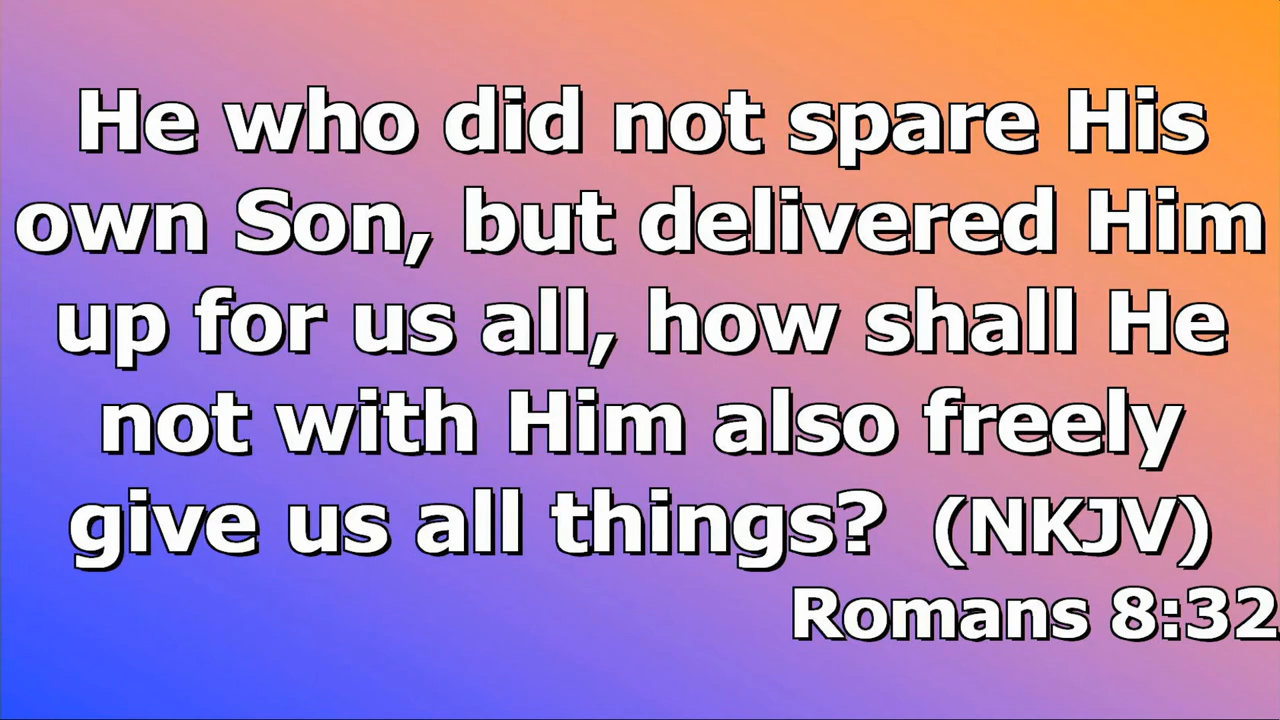 He who did not spare His
own Son, but delivered Him
up for us all, how shall He
not with Him also freely
give us all things? (NKJV)
Romans 8:32